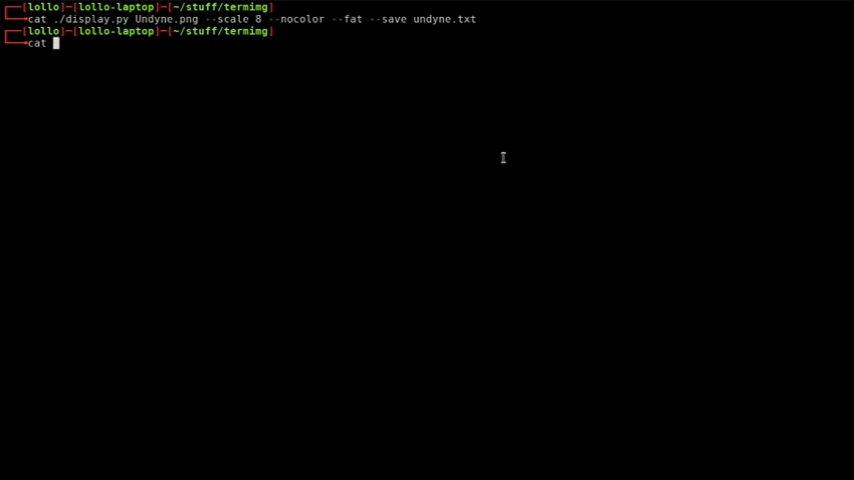 ┌──[lollo]─[lollo-laptop]─[~/stuff/termimg]
└──╼cat ./display.py Undyne.png --scale 8 --nocolor --fat --save undyne.txt
┌──[lollo]─[lollo-laptop]─[~/stuff/termimg]
└──╼cat